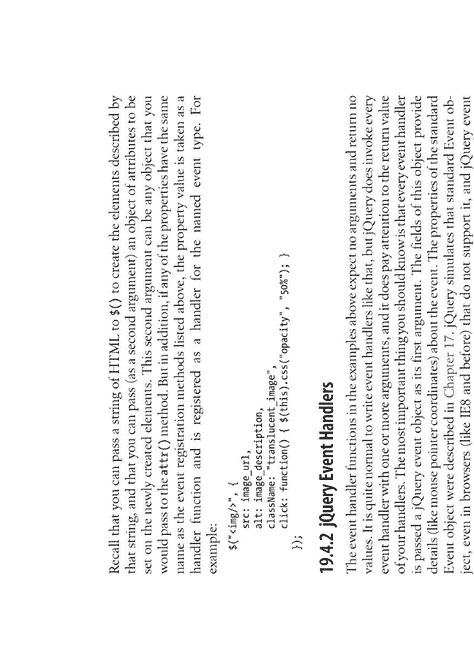 Recall that you can pass a string of HTML to $() to create the elements described by
that string, and that you can pass (as a second argument) an object of attributes to be
set on the newly created elements. This second argument can be any object that you
would pass to the attr() method. But in addition, if any of the properties have the same
name as the event registration methods listed above, the property value is taken as a
handler function and is registered as a handler for the named event type. For
example:
$("<img/>", {
src: image_url,
alt: image_description,
className: "translucent_image",
click: function() { $(this).css("opacity", "50%"); }
});
19.4.2 jQuery Event Handlers
The event handler functions in the examples above expect no arguments and return no
values. It is quite normal to write event handlers like that, but jQuery does invoke every
event handler with one or more arguments, and it does pay attention to the return value
of your handlers. The most important thing you should know is that every event handler
is passed a jQuery event object as its first argument. The fields of this object provide
details (like mouse pointer coordinates) about the event. The properties of the standard
Event object were described in Chapter 17. jQuery simulates that standard Event ob-
ject, even in browsers (like IE8 and before) that do not support it, and jQuery event